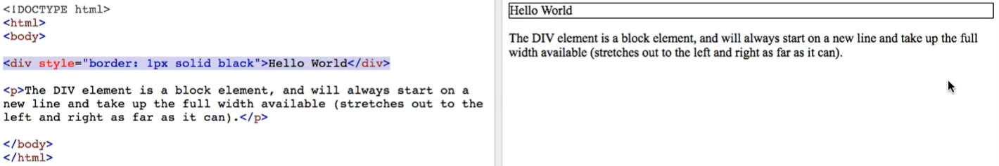 <!DOCTYPE html>
<html>
<body>
<div style="border: 1px solid black">Hello World</div>
<p>The DIV element is a block element, and will always start on a
new line and take up the full width available (stretches out to the
left and right as far as it can).</p>
</body>
</html>
Hello World
The DIV element is a block element, and will always start on a new line and take up the full
width available (stretches out to the left and right as far as it can).